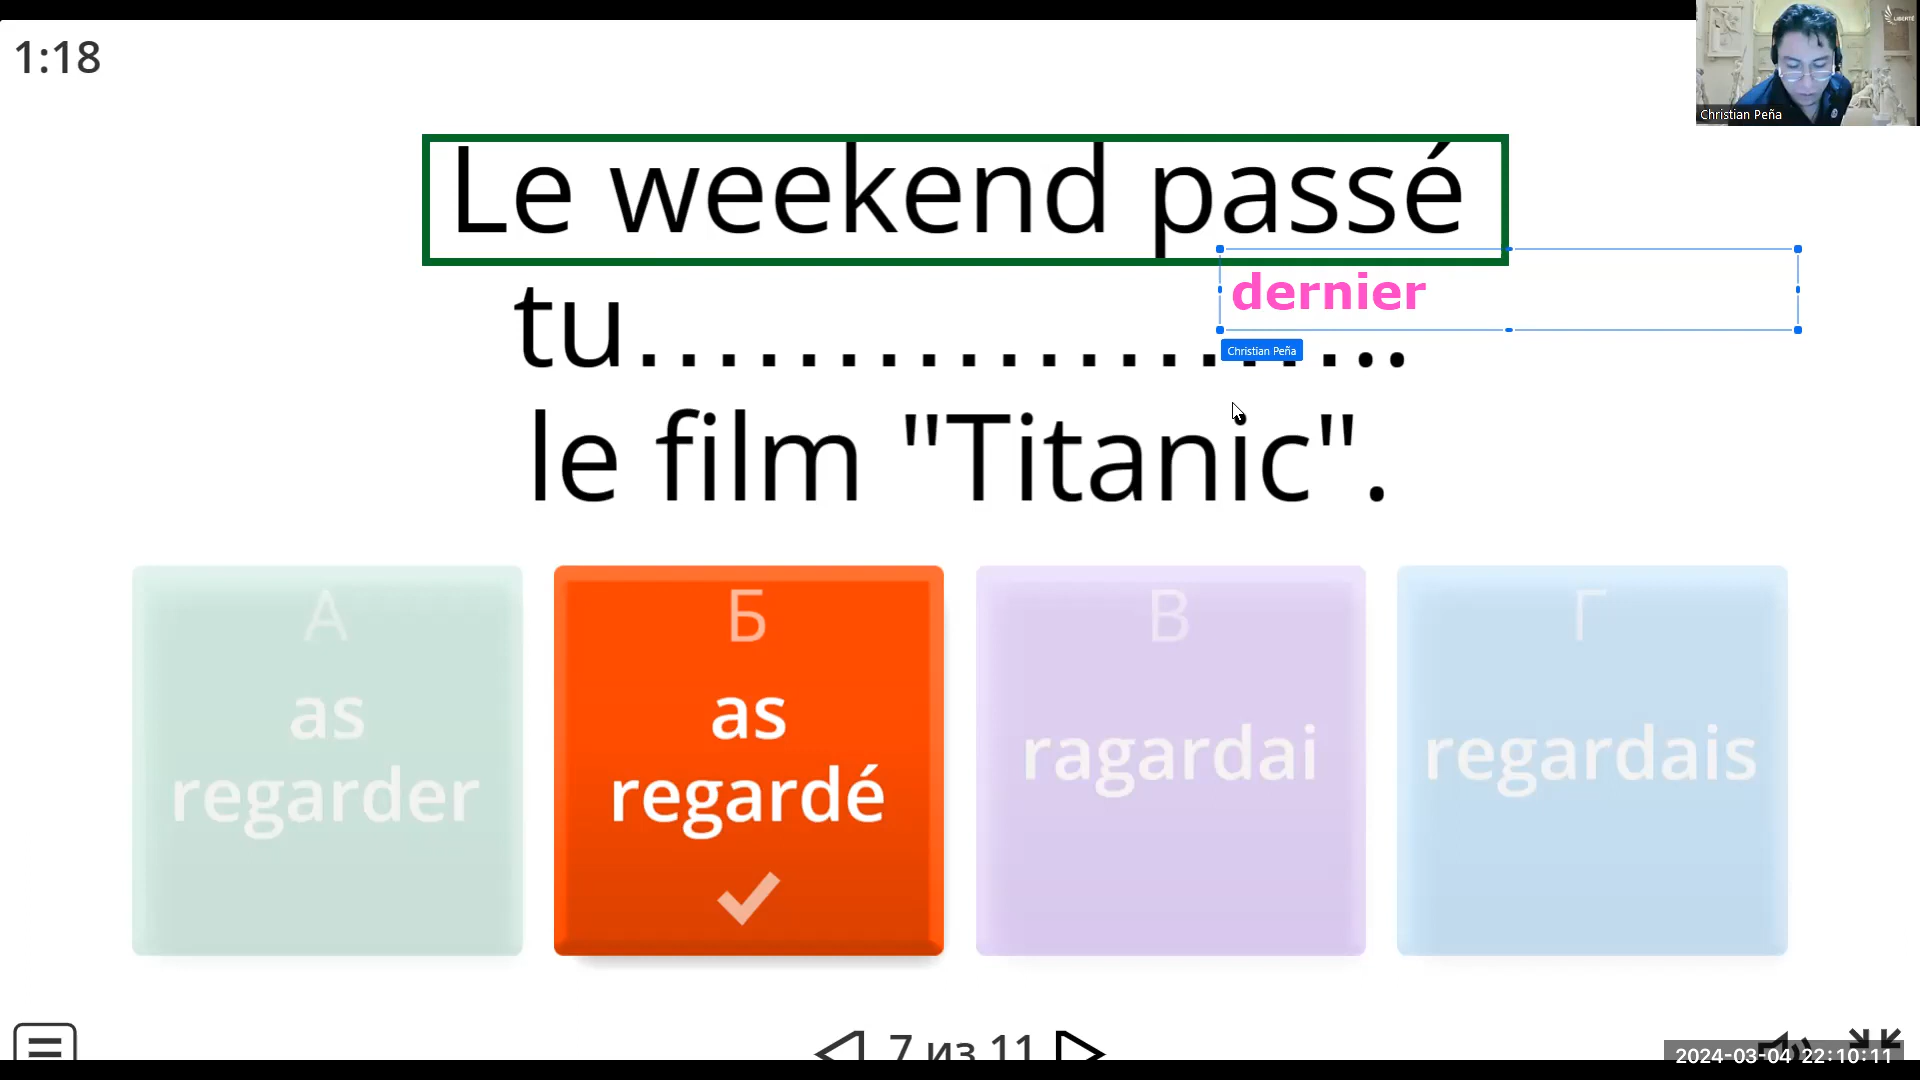 1:18
LIBERTÉ
Christian Peña
Le weekend passé
dernier
tu.......................
Christian Peña
le film "Titanic".
А
as
regarder
Б
as
regardé
В
ragardai
Г
regardais
7 из 11
2024-03-04 22:10:11